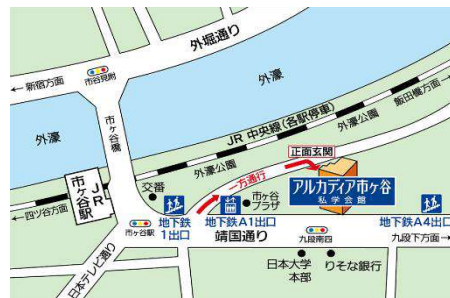 外堀通り
← 新宿方面
市谷見附
外濠
飯田橋方面 →
外濠
市ケ谷橋
JR 中央線(各駅停車)
外濠公園
外濠
外濠公園
正面玄関
一方通行
JR
市ケ谷駅
交番
市ヶ谷
プラザ
アルカディア市ヶ谷
私学会館
← 四ツ谷方面
地下鉄
1出口
地下鉄A1出口
地下鉄A4出口
市ヶ谷駅
靖国通り
九段南四
九段下方面 →
日本テレビ通り
日本大学
本部
りそな銀行